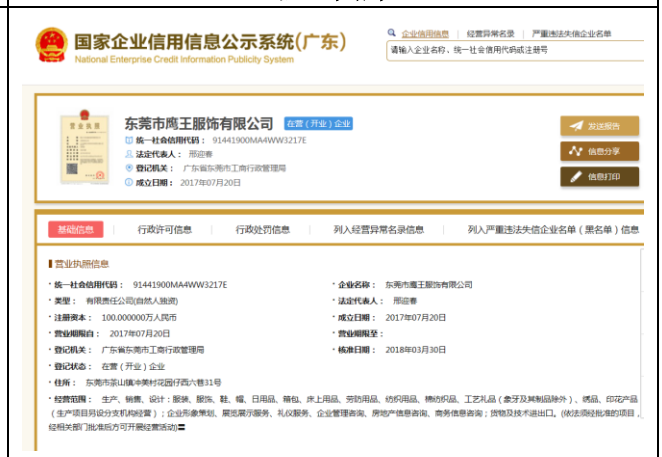 企业信用信息 | 经营异常名录 | 严重违法失信企业名单
国家企业信用信息公示系统(广东)
National Enterprise Credit Information Publicity System
请输入企业名称、统一社会信用代码或注册号
营业执照
东莞市鹰王服饰有限公司 在营(开业)企业
统一社会信用代码: 91441900MA4WW3217E
法定代表人: 邢迎春
登记机关: 广东省东莞市工商行政管理局
成立日期: 2017年07月20日
发送报告
信息分享
信息打印
基础信息 | 行政许可信息 | 行政处罚信息 | 列入经营异常名录信息 | 列入严重违法失信企业名单(黑名单)信息
营业执照信息
· 统一社会信用代码: 91441900MA4WW3217E · 企业名称: 东莞市鹰王服饰有限公司
· 类型: 有限责任公司(自然人独资) · 法定代表人: 邢迎春
· 注册资本: 100.000000万人民币 · 成立日期: 2017年07月20日
· 营业期限自: 2017年07月20日 · 营业期限至:
· 登记机关: 广东省东莞市工商行政管理局 · 核准日期: 2018年03月30日
· 登记状态: 在营(开业)企业
· 住所: 东莞市茶山镇冲美村花园仔西六巷31号
· 经营范围: 生产、销售、设计:服装、服饰、鞋、帽、日用品、箱包、床上用品、劳防用品、纺织用品、棉纺织品、工艺礼品(象牙及其制品除外)、绣品、印花产品
(生产项目另设分支机构经营);企业形象策划、展览展示服务、礼仪服务、企业管理咨询、房地产信息咨询、商务信息咨询;货物及技术进出口。(依法须经批准的项目,
经相关部门批准后方可开展经营活动)〓